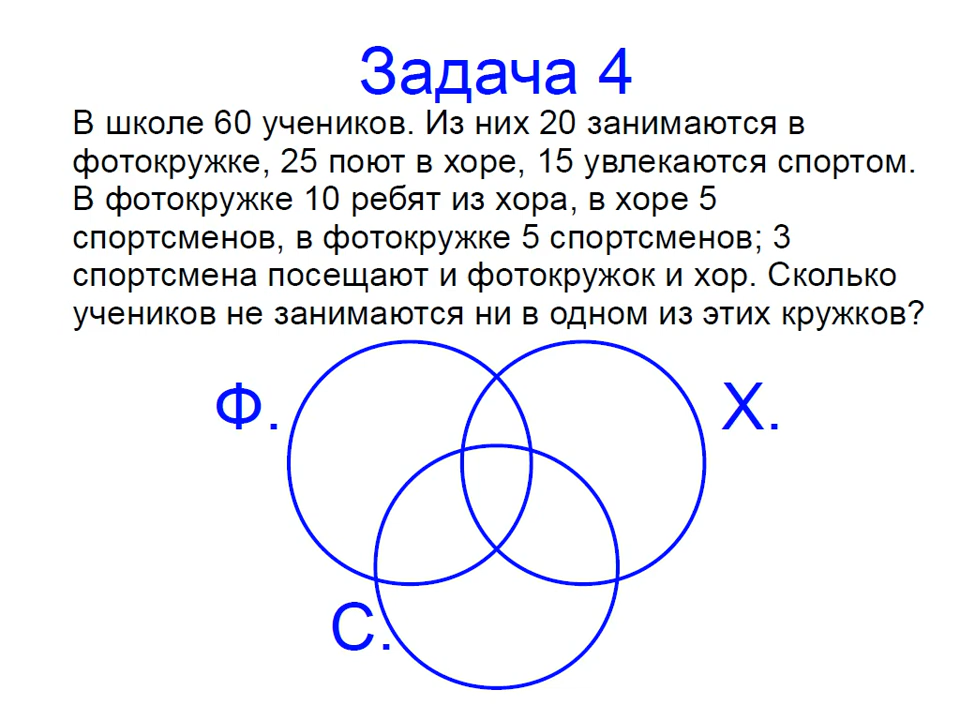 Задача 4
В школе 60 учеников. Из них 20 занимаются в
фотокружке, 25 поют в хоре, 15 увлекаются спортом.
В фотокружке 10 ребят из хора, в хоре 5
спортсменов, в фотокружке 5 спортсменов; 3
спортсмена посещают и фотокружок и хор. Сколько
учеников не занимаются ни в одном из этих кружков?
Ф. Х.
С.